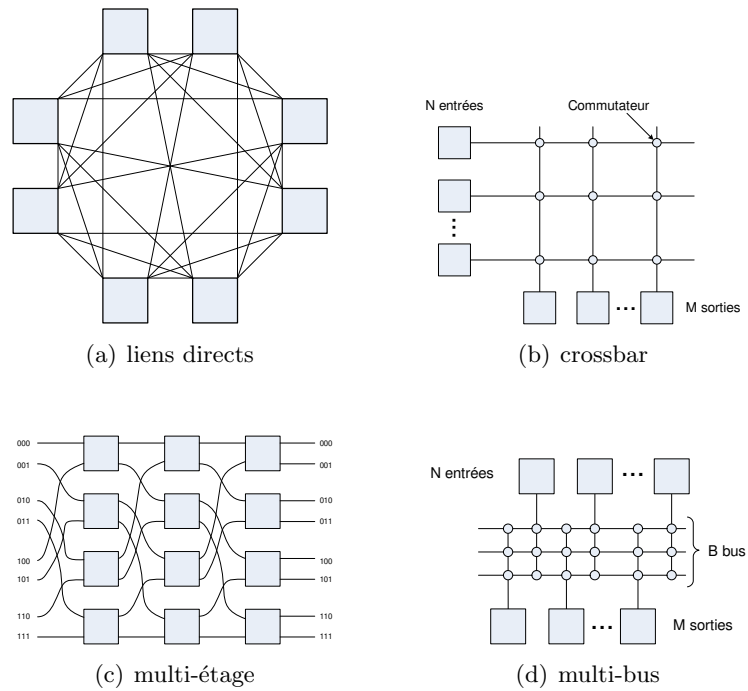 (a) liens directs
N entrées
Commutateur
M sorties
(b) crossbar
000
001
010
011
100
101
110
111
000
001
010
011
100
101
110
111
(c) multi-étage
N entrées
B bus
M sorties
(d) multi-bus